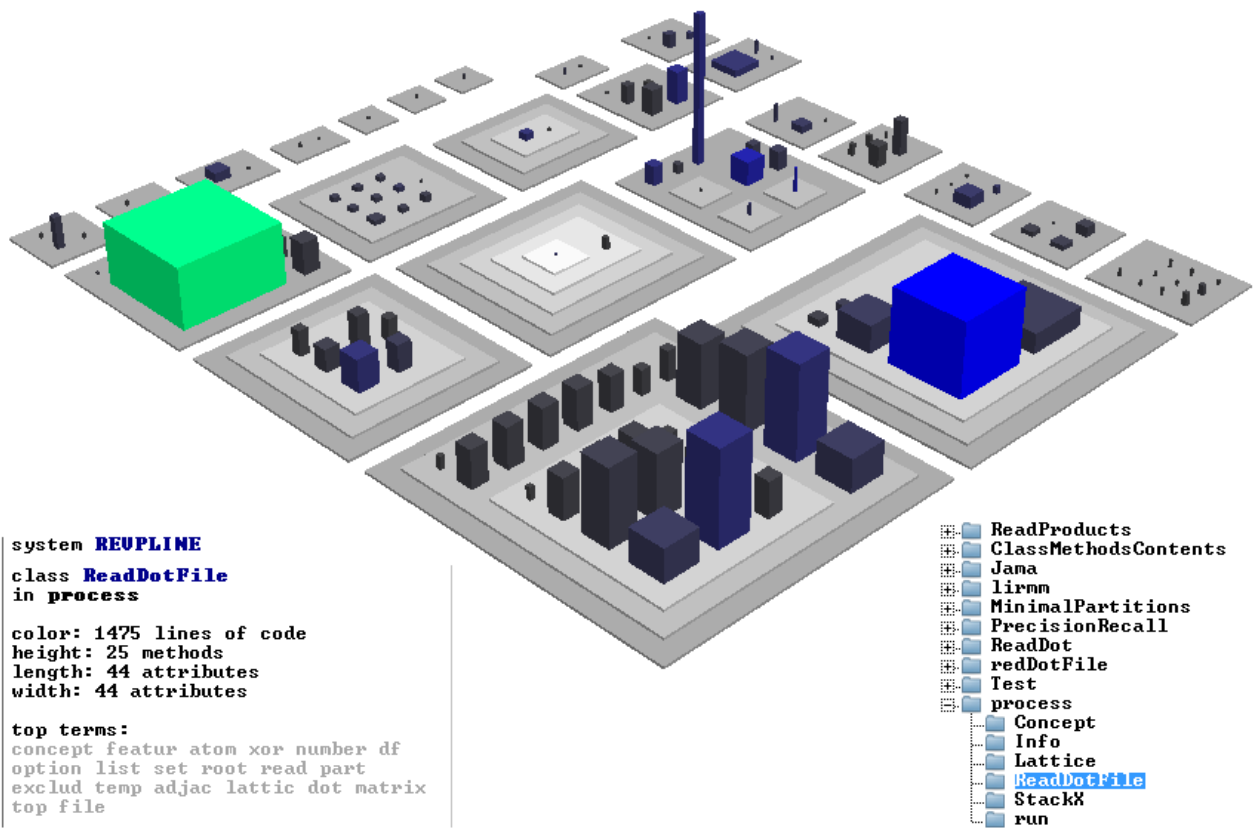 system REVPLINE
class ReadDotFile
in process
color: 1475 lines of code
height: 25 methods
length: 44 attributes
width: 44 attributes
top terms:
concept featur atom xor number df
option list set root read part
exclud temp adjac lattic dot matrix
top file
ReadProducts
ClassMethodsContents
Jama
lirmm
MinimalPartitions
PrecisionRecall
ReadDot
redDotFile
Test
process
Concept
Info
Lattice
ReadDotFile
StackX
run